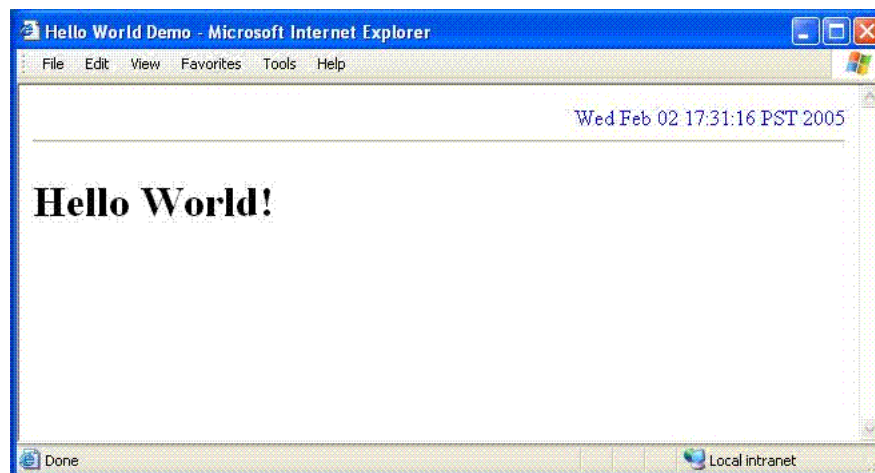 Hello World Demo - Microsoft Internet Explorer
File Edit View Favorites Tools Help
Wed Feb 02 17:31:16 PST 2005
Hello World!
Done Local intranet